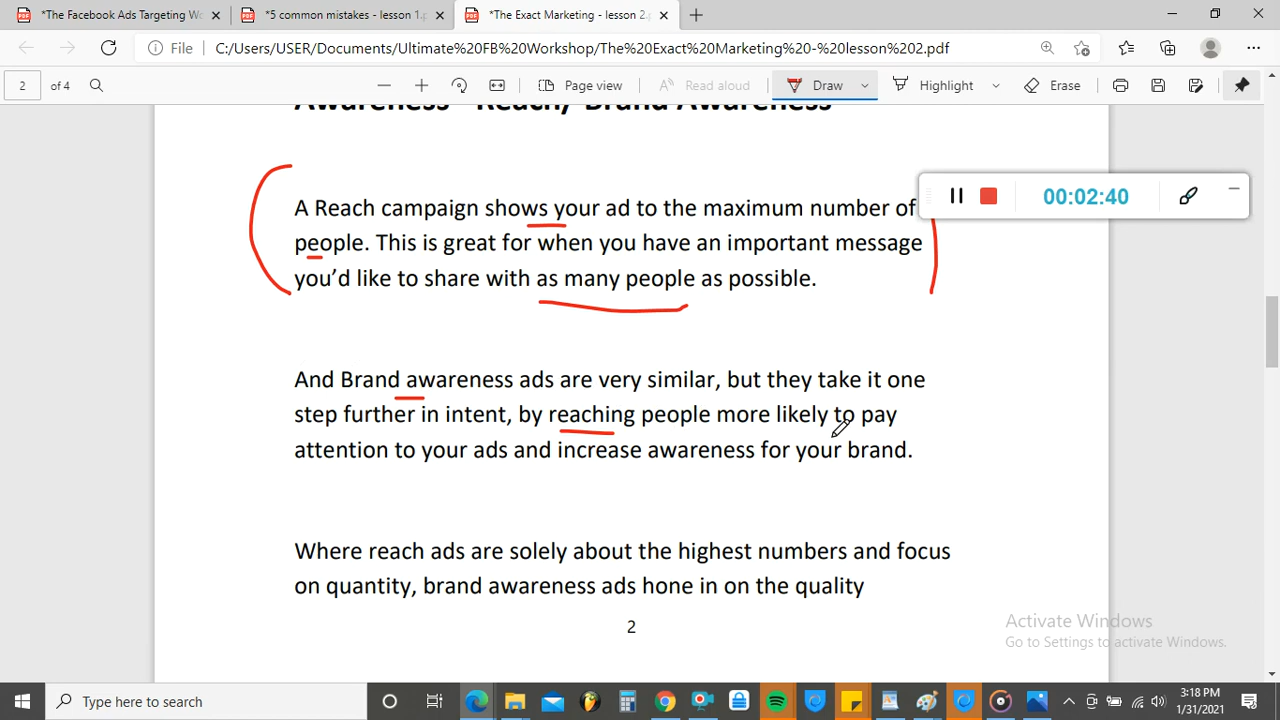 *The Facebook Ads Targeting Wo
*5 common mistakes - lesson 1.p
*The Exact Marketing - lesson 2.
File
C:/Users/USER/Documents/Ultimate%20FB%20Workshop/The%20Exact%20Marketing%20-%20lesson%202.pdf
2 of 4
Page view
Read aloud
Draw
Highlight
Erase
Awareness - Reach/ Brand Awareness
A Reach campaign shows your ad to the maximum number of
people. This is great for when you have an important message
you’d like to share with as many people as possible.
00:02:40
And Brand awareness ads are very similar, but they take it one
step further in intent, by reaching people more likely to pay
attention to your ads and increase awareness for your brand.
Where reach ads are solely about the highest numbers and focus
on quantity, brand awareness ads hone in on the quality
2
Activate Windows
Go to Settings to activate Windows.
Type here to search
3:18 PM
1/31/2021